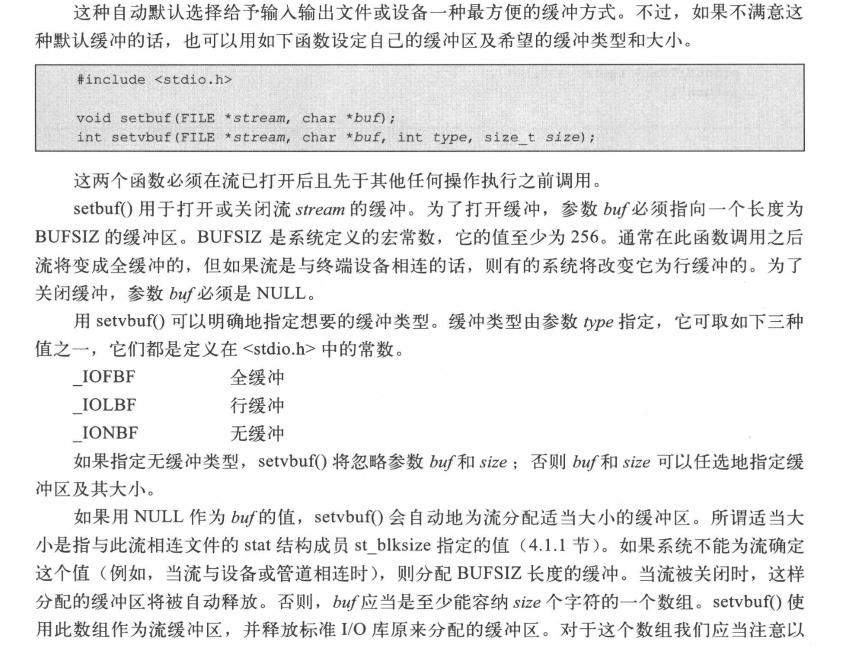 这种自动默认选择给予输入输出文件或设备一种最方便的缓冲方式。不过，如果不满意这
种默认缓冲的话，也可以用如下函数设定自己的缓冲区及希望的缓冲类型和大小。
#include <stdio.h>
void setbuf(FILE *stream, char *buf);
int setvbuf(FILE *stream, char *buf, int type, size_t size);
这两个函数必须在流已打开后且先于其他任何操作执行之前调用。
setbuf() 用于打开或关闭流 stream 的缓冲。为了打开缓冲，参数 buf 必须指向一个长度为
BUFSIZ 的缓冲区。BUFSIZ 是系统定义的宏常数，它的值至少为 256。通常在此函数调用之后
流将变成全缓冲的，但如果流是与终端设备相连的话，则有的系统将改变它为行缓冲的。为了
关闭缓冲，参数 buf 必须是 NULL。
用 setvbuf() 可以明确地指定想要的缓冲类型。缓冲类型由参数 type 指定，它可取如下三种
值之一，它们都是定义在 <stdio.h> 中的常数。
_IOFBF 全缓冲
_IOLBF 行缓冲
_IONBF 无缓冲
如果指定无缓冲类型，setvbuf() 将忽略参数 buf 和 size；否则 buf 和 size 可以任选地指定缓
冲区及其大小。
如果用 NULL 作为 buf 的值，setvbuf() 会自动地为流分配适当大小的缓冲区。所谓适当大
小是指与此流相连文件的 stat 结构成员 st_blksize 指定的值（4.1.1 节）。如果系统不能为流确定
这个值（例如，当流与设备或管道相连时），则分配 BUFSIZ 长度的缓冲。当流被关闭时，这样
分配的缓冲区将被自动释放。否则，buf 应当是至少能容纳 size 个字符的一个数组。setvbuf() 使
用此数组作为流缓冲区，并释放标准 I/O 库原来分配的缓冲区。对于这个数组我们应当注意以